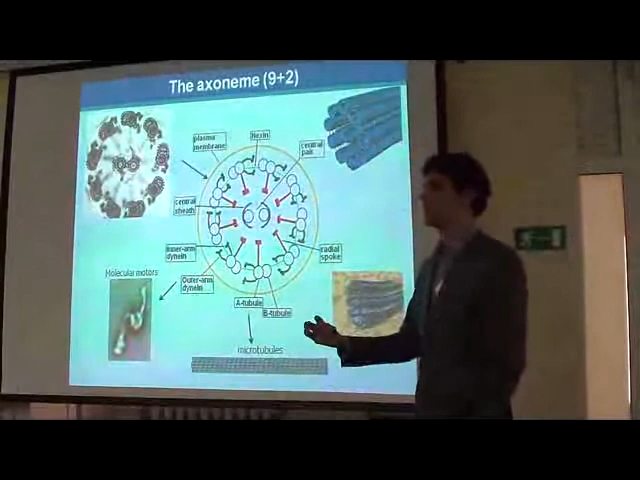 The axoneme (9+2)
plasma
membrane
Nexin
central
pair
central
sheath
Inner-arm
dynein
radial
spoke
Molecular motors
Outer-arm
dynein
A-tubule
B-tubule
microtubules